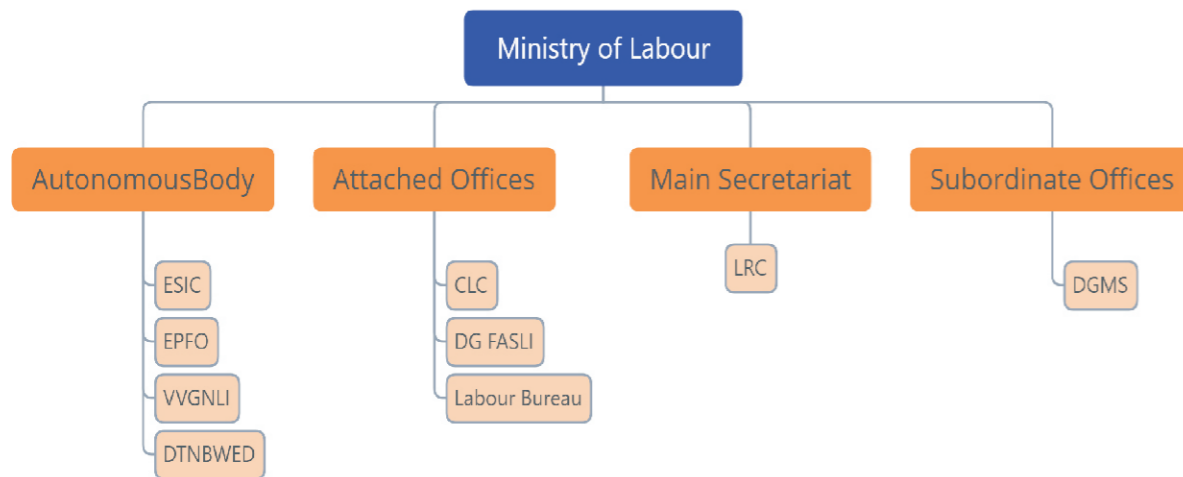 Ministry of Labour
AutonomousBody
Attached Offices
Main Secretariat
Subordinate Offices
ESIC
EPFO
VVGNLI
DTNBWED
CLC
DG FASLI
Labour Bureau
LRC
DGMS